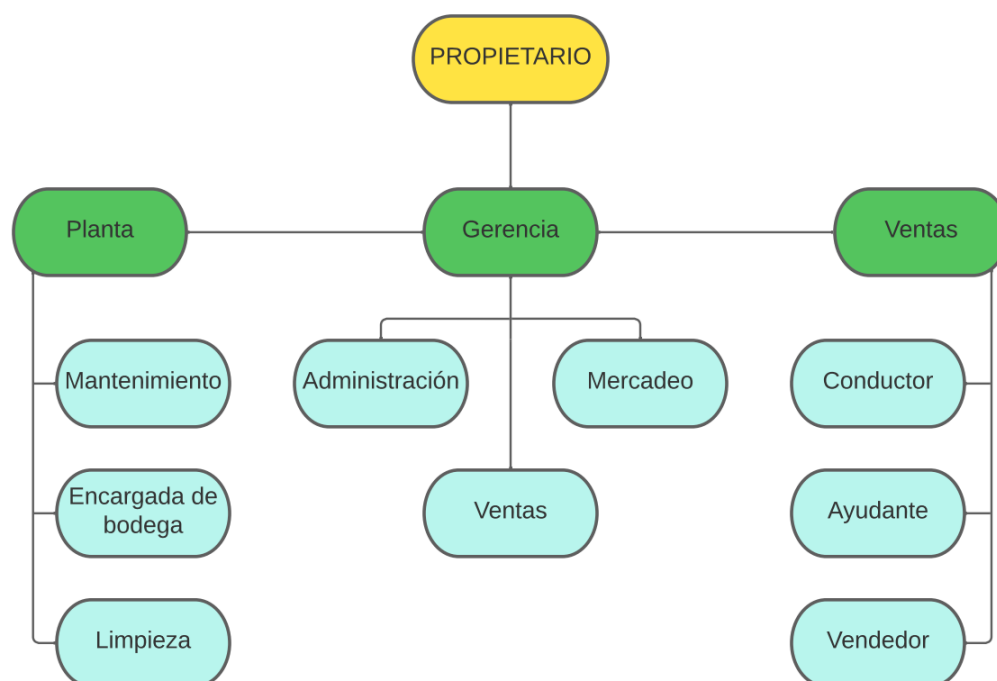 PROPIETARIO
Planta
Gerencia
Ventas
Mantenimiento
Administración
Mercadeo
Conductor
Encargada de
bodega
Ventas
Ayudante
Limpieza
Vendedor